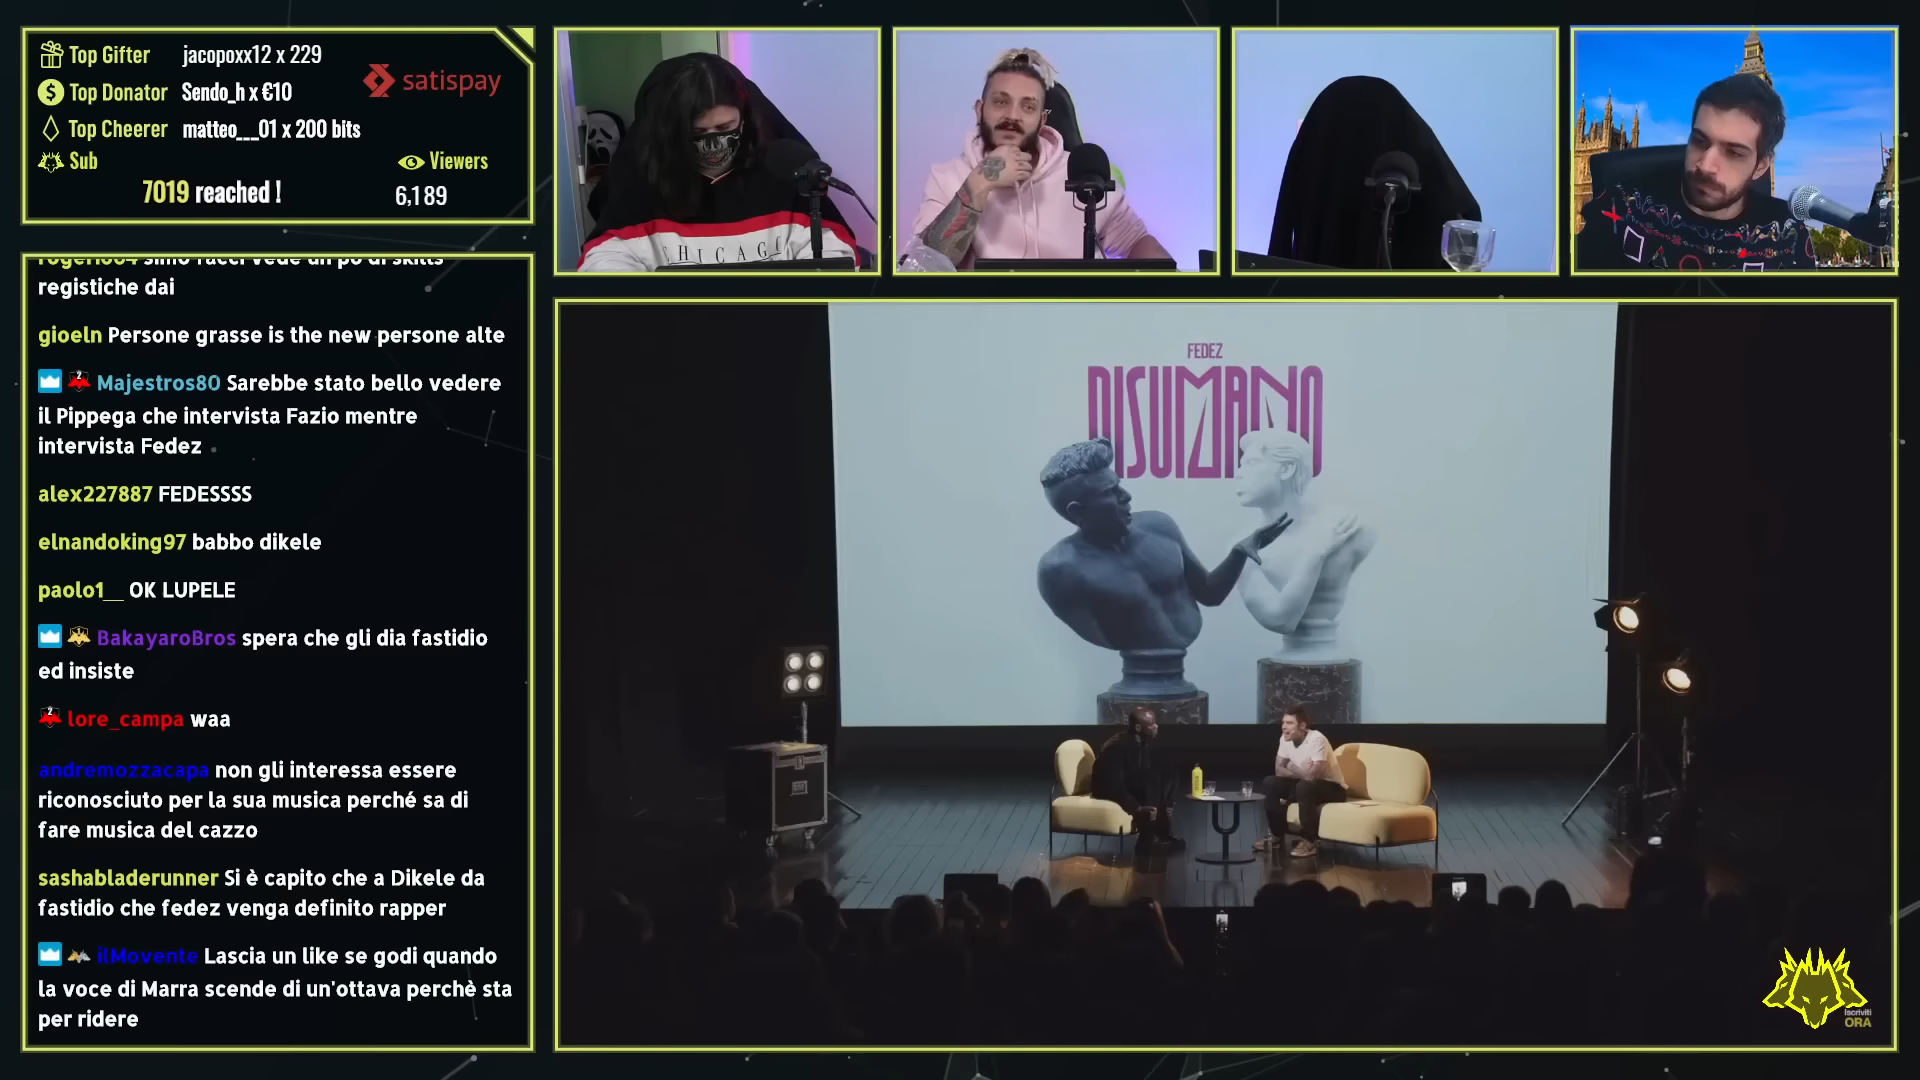 Top Gifter jacopoxx12 x 229
satispay
Top Donator Sendo_h x €10
Top Cheerer matteo___01 x 200 bits
Sub
Viewers
7019 reached !
6,189
registiche dai
gioeln Persone grasse is the new persone alte
Majestros80 Sarebbe stato bello vedere
il Pippega che intervista Fazio mentre
intervista Fedez
alex227887 FEDESSSS
elnandoking97 babbo dikele
paolo1__ OK LUPELE
BakayaroBros spera che gli dia fastidio
ed insiste
lore_campa waa
andremozzacapa non gli interessa essere
riconosciuto per la sua musica perché sa di
fare musica del cazzo
sashabladerunner Si è capito che a Dikele da
fastidio che fedez venga definito rapper
ilMovente Lascia un like se godi quando
la voce di Marra scende di un'ottava perchè sta
per ridere
CHICAGO
FEDEZ
DISUMANO
Iscriviti
ORA